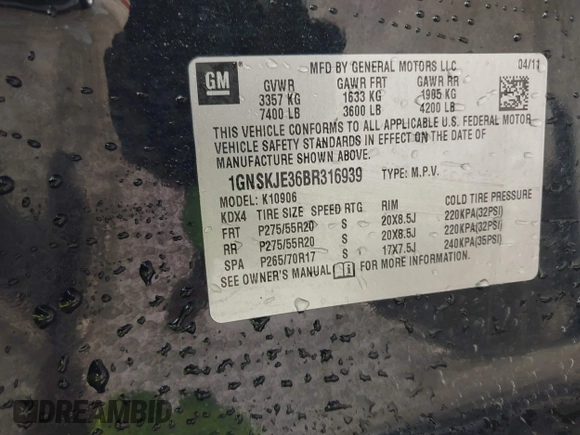 GM
MFD BY GENERAL MOTORS LLC 04/11
GVWR GAWR FRT GAWR RR
3357 KG 1633 KG 1905 KG
7400 LB 3600 LB 4200 LB
THIS VEHICLE CONFORMS TO ALL APPLICABLE U.S. FEDERAL MOTOR
VEHICLE SAFETY STANDARDS IN EFFECT ON THE DATE OF
MANUFACTURE SHOWN ABOVE.
1GNSKJE36BR316939 TYPE: M.P.V.
MODEL: K10906
KDX4 TIRE SIZE SPEED RTG RIM COLD TIRE PRESSURE
FRT P275/55R20 S 20X8.5J 220KPA(32PSI)
RR P275/55R20 S 20X8.5J 220KPA(32PSI)
SPA P265/70R17 S 17X7.5J 240KPA(35PSI)
SEE OWNER'S MANUAL FOR MORE INFORMATION.
DREAMBID